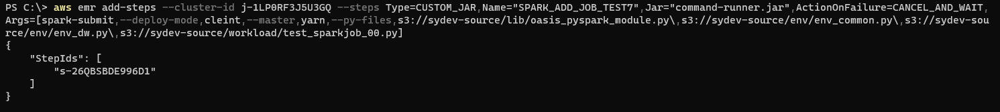 PS C:\> aws emr add-steps --cluster-id j-1LP0RF3J5U3GQ --steps Type=CUSTOM_JAR,Name="SPARK_ADD_JOB_TEST7",Jar="command-runner.jar",ActionOnFailure=CANCEL_AND_WAIT,
Args=[spark-submit,--deploy-mode,cleint,--master,yarn,--py-files,s3://sydev-source/lib/oasis_pyspark_module.py\,s3://sydev-source/env/env_common.py\,s3://sydev-sou
rce/env/env_dw.py\,s3://sydev-source/workload/test_sparkjob_00.py]
{
    "StepIds": [
        "s-26QBSBDE996D1"
    ]
}